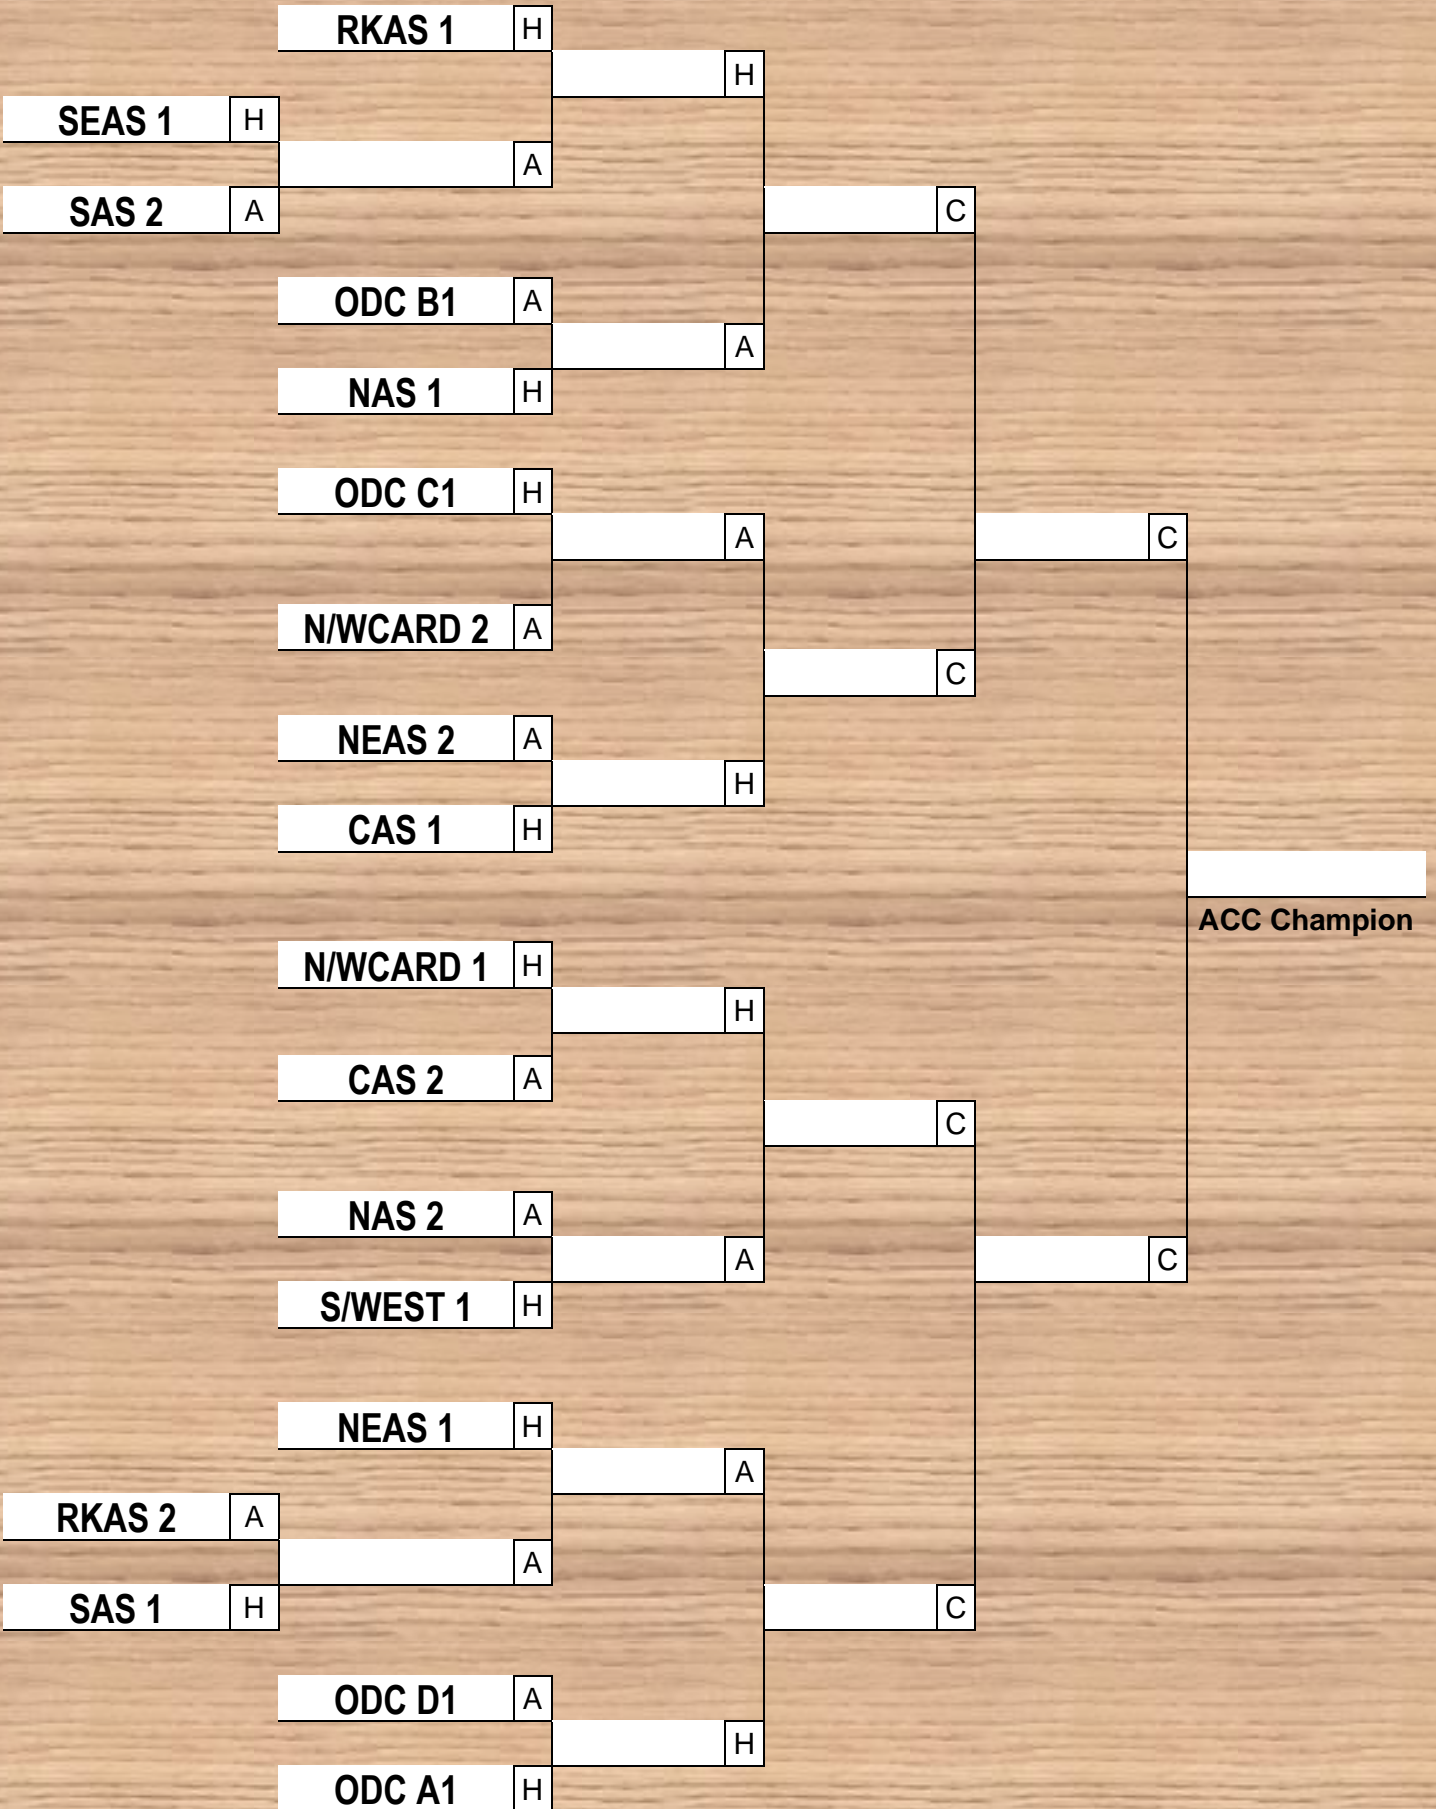 RKAS 1 H
H
SEAS 1 H
A
SAS 2 A
C
ODC B1 A
A
NAS 1 H
ODC C1 H
A
C
N/WCARD 2 A
C
NEAS 2 A
H
CAS 1 H
ACC Champion
N/WCARD 1 H
H
CAS 2 A
C
NAS 2 A
A
C
S/WEST 1 H
NEAS 1 H
A
RKAS 2 A
A
SAS 1 H
C
ODC D1 A
H
ODC A1 H